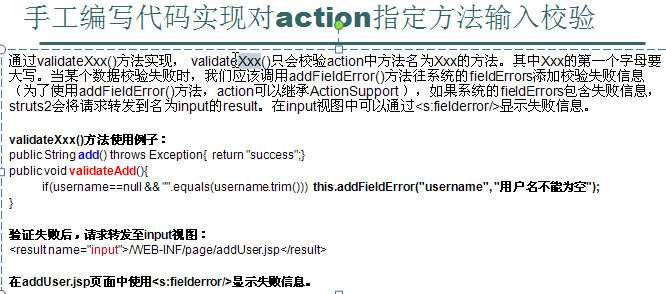 手工编写代码实现对action指定方法输入校验
通过validateXxx()方法实现， validateXxx()只会校验action中方法名为Xxx的方法。其中Xxx的第一个字母要
大写。当某个数据校验失败时，我们应该调用addFieldError()方法往系统的fieldErrors添加校验失败信息
（为了使用addFieldError()方法，action可以继承ActionSupport ），如果系统的fieldErrors包含失败信息，
struts2会将请求转发到名为input的result。在input视图中可以通过<s:fielderror/>显示失败信息。
validateXxx()方法使用例子：
public String add() throws Exception{ return "success";}
public void validateAdd(){
if(username==null && "".equals(username.trim())) this.addFieldError("username", "用户名不能为空");
}
验证失败后，请求转发至input视图：
<result name="input">/WEB-INF/page/addUser.jsp</result>
在addUser.jsp页面中使用<s:fielderror/>显示失败信息。